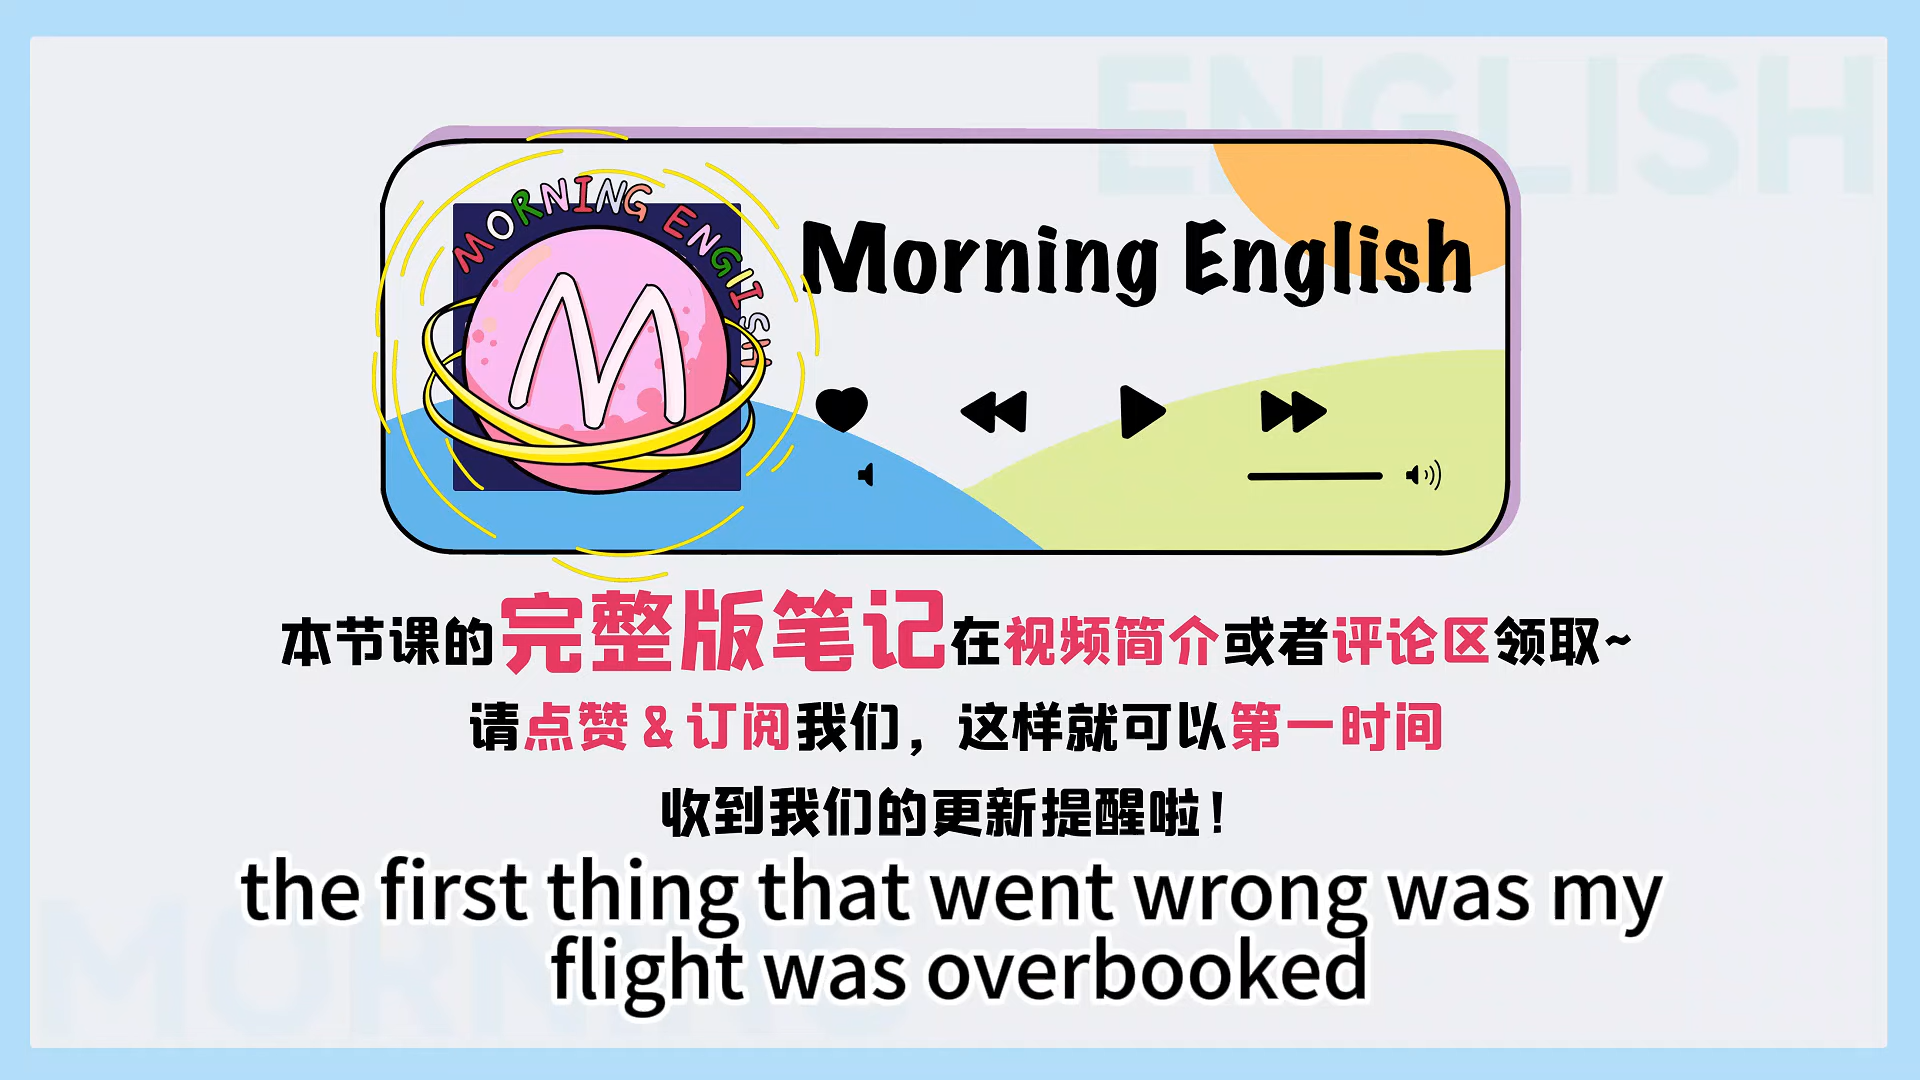 ENGLISH
MORNING ENGLISH
M
Morning English
本节课的完整版笔记在视频简介或者评论区领取~
请点赞&订阅我们，这样就可以第一时间
收到我们的更新提醒啦！
the first thing that went wrong was my
flight was overbooked
MORNING